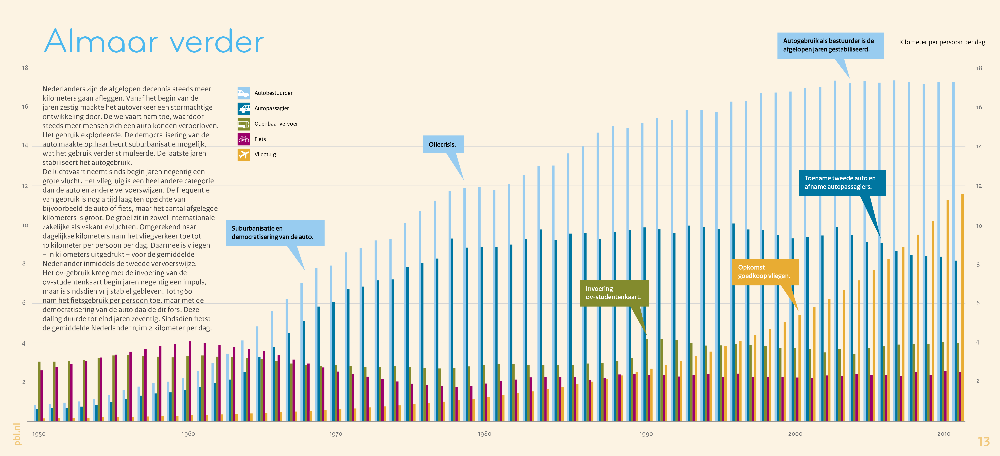 Almaar verder
Autogebruik als bestuurder is de
afgelopen jaren gestabiliseerd.
Kilometer per persoon per dag
18
16
14
12
10
8
6
4
2
18
16
14
12
10
8
6
4
2
Nederlanders zijn de afgelopen decennia steeds meer
kilometers gaan afleggen. Vanaf het begin van de
jaren zestig maakte het autoverkeer een stormachtige
ontwikkeling door. De welvaart nam toe, waardoor
steeds meer mensen zich een auto konden veroorloven.
Het gebruik explodeerde. De democratisering van de
auto maakte op haar beurt suburbanisatie mogelijk,
wat het gebruik verder stimuleerde. De laatste jaren
stabiliseert het autogebruik.
De luchtvaart neemt sinds begin jaren negentig een
grote vlucht. Het vliegtuig is een heel andere categorie
dan de auto en andere vervoerswijzen. De frequentie
van gebruik is nog altijd laag ten opzichte van
bijvoorbeeld de auto of fiets, maar het aantal afgelegde
kilometers is groot. De groei zit in zowel internationale
zakelijke als vakantievluchten. Omgerekend naar
dagelijkse kilometers nam het vliegverkeer toe tot
10 kilometer per persoon per dag. Daarmee is vliegen
– in kilometers uitgedrukt – voor de gemiddelde
Nederlander inmiddels de tweede vervoerswijze.
Het ov-gebruik kreeg met de invoering van de
ov-studentenkaart begin jaren negentig een impuls,
maar is sindsdien vrij stabiel gebleven. Tot 1960
nam het fietsgebruik per persoon toe, maar met de
democratisering van de auto daalde dit fors. Deze
daling duurde tot eind jaren zeventig. Sindsdien fietst
de gemiddelde Nederlander ruim 2 kilometer per dag.
Autobestuurder
Autopassagier
Openbaar vervoer
Fiets
Vliegtuig
Suburbanisatie en
democratisering van de auto.
Oliecrisis.
Invoering
ov-studentenkaart.
Opkomst
goedkoop vliegen.
Toename tweede auto en
afname autopassagiers.
1950
1960
1970
1980
1990
2000
2010
pbl.nl
13